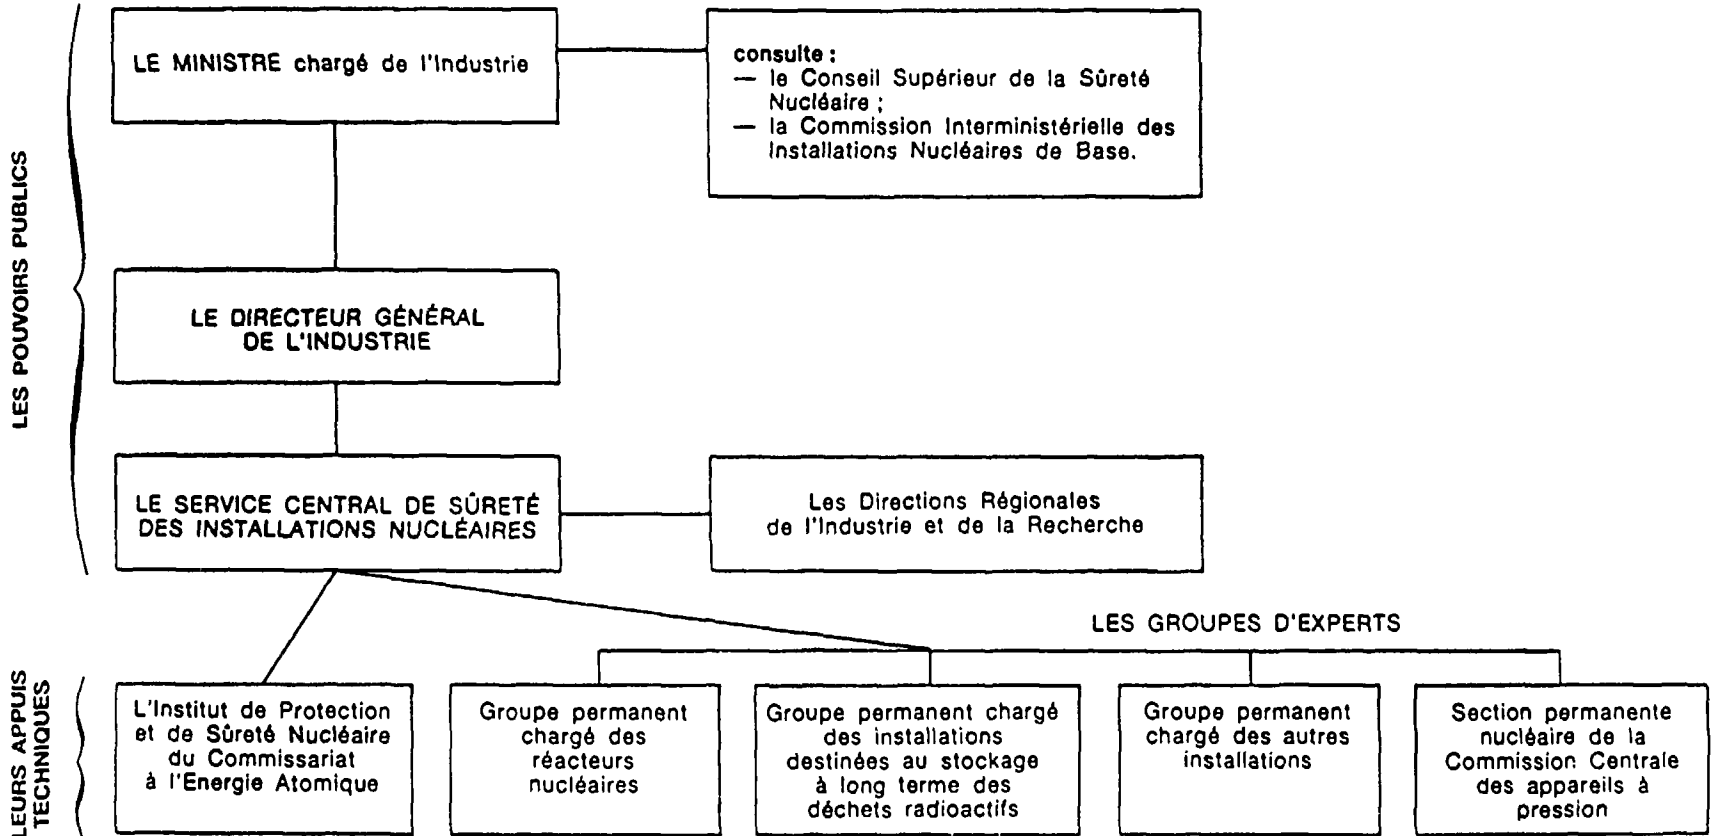 LES POUVOIRS PUBLICS
LE MINISTRE chargé de l'Industrie
consulte :
— le Conseil Supérieur de la Sûreté
Nucléaire ;
— la Commission Interministérielle des
Installations Nucléaires de Base.
LE DIRECTEUR GÉNÉRAL
DE L'INDUSTRIE
LE SERVICE CENTRAL DE SÛRETÉ
DES INSTALLATIONS NUCLÉAIRES
Les Directions Régionales
de l'Industrie et de la Recherche
LES GROUPES D'EXPERTS
LEURS APPUIS
TECHNIQUES
L'Institut de Protection
et de Sûreté Nucléaire
du Commissariat
à l'Energie Atomique
Groupe permanent
chargé des
réacteurs
nucléaires
Groupe permanent chargé
des installations
destinées au stockage
à long terme des
déchets radioactifs
Groupe permanent
chargé des autres
installations
Section permanente
nucléaire de la
Commission Centrale
des appareils à
pression